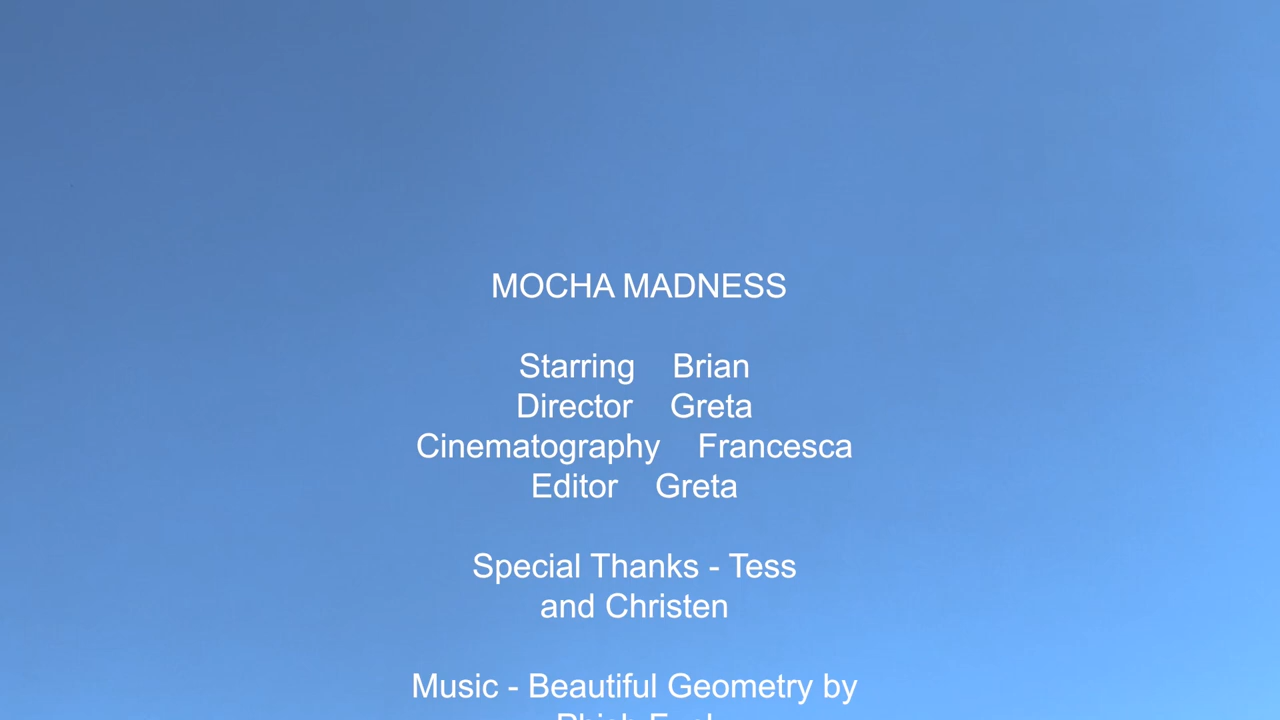 MOCHA MADNESS
Starring Brian
Director Greta
Cinematography Francesca
Editor Greta
Special Thanks - Tess
and Christen
Music - Beautiful Geometry by